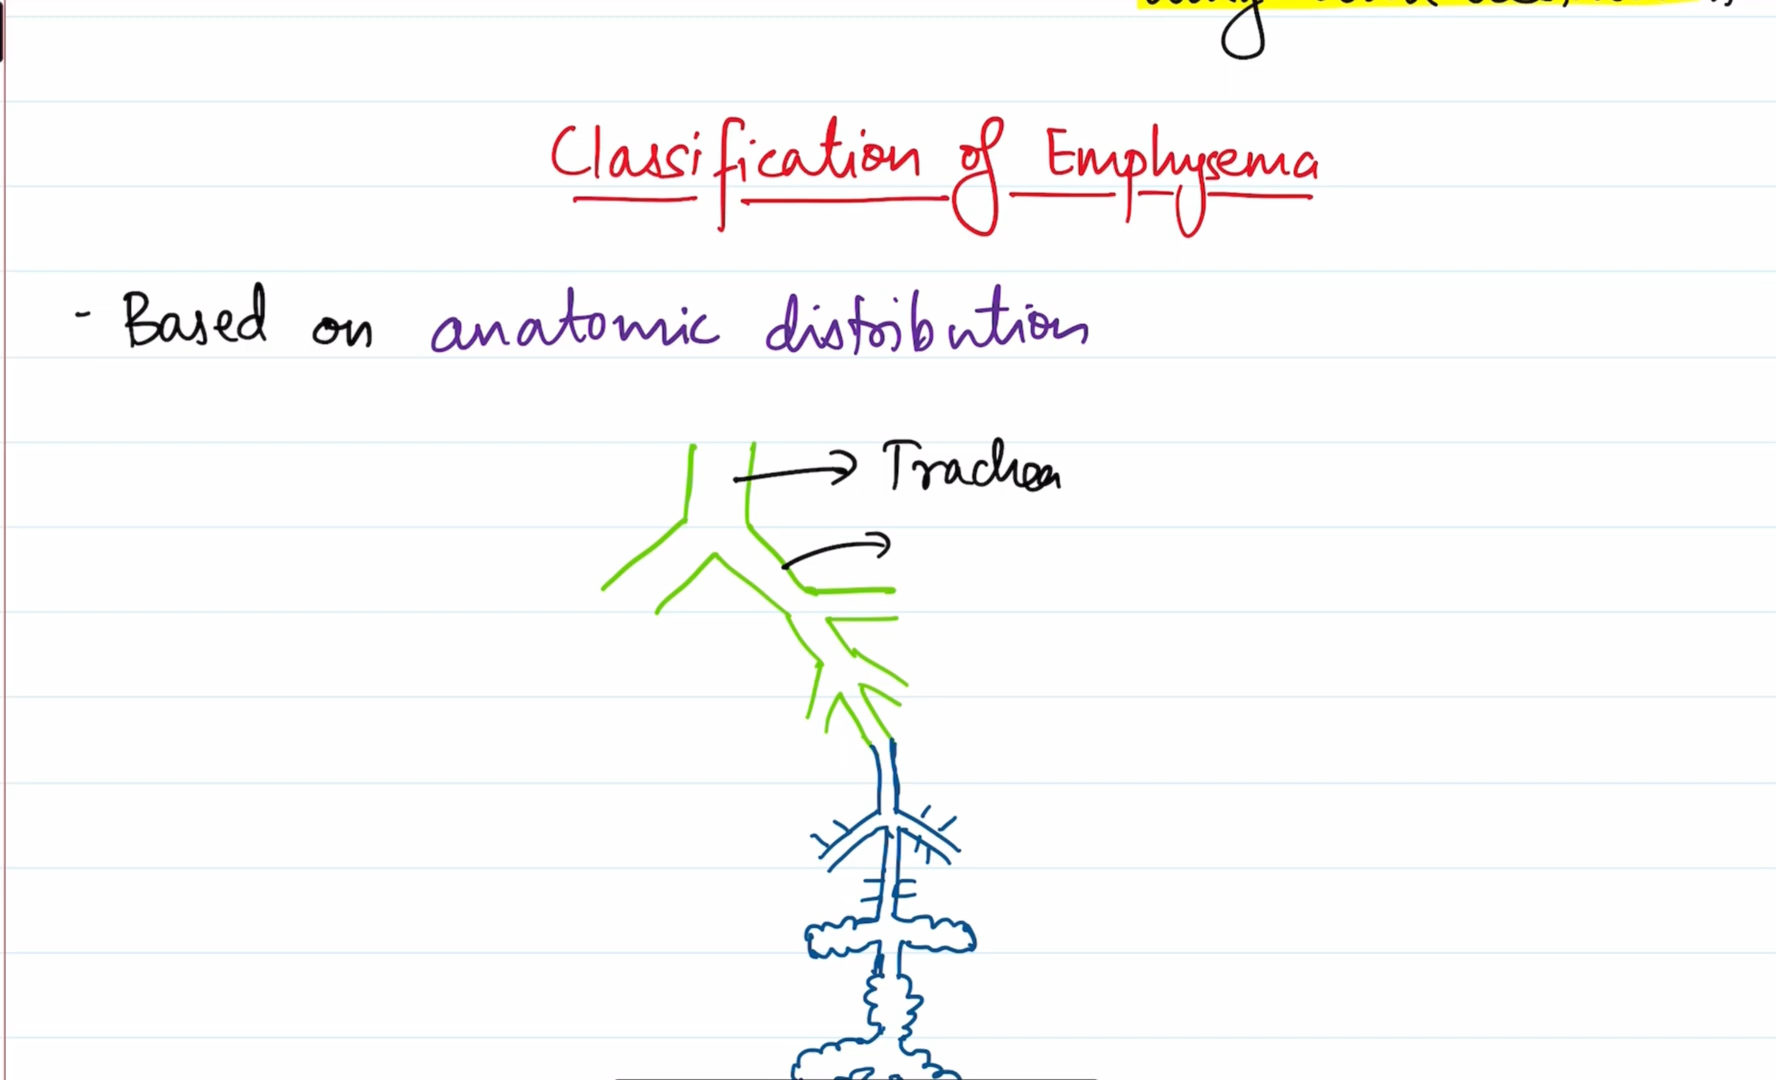 Classification of Emphysema
- Based on anatomic distribution
→ Trachea
→